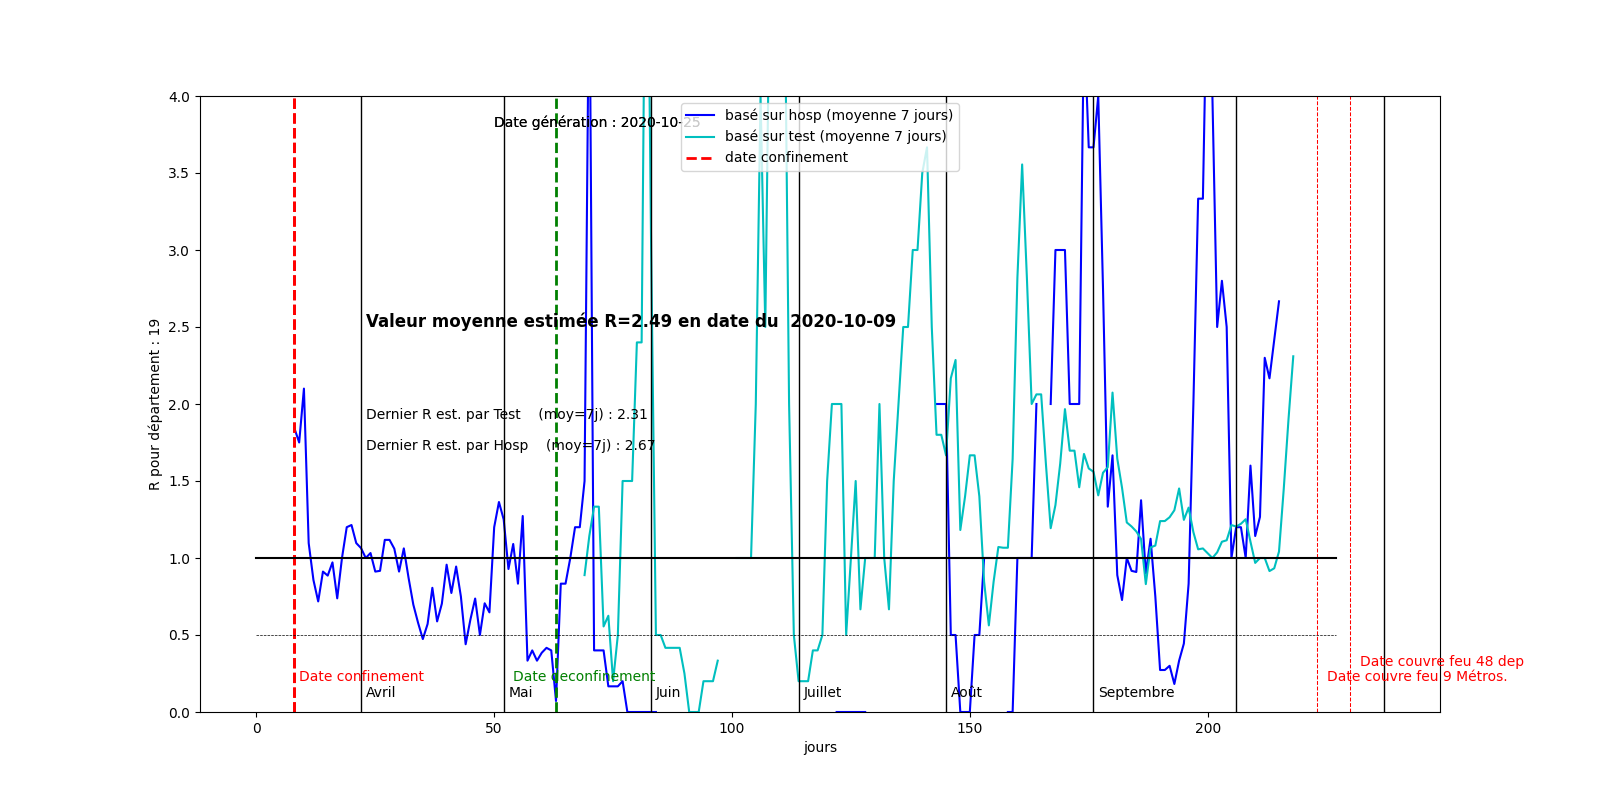 Date génération : 2020-10-25
basé sur hosp (moyenne 7 jours)
basé sur test (moyenne 7 jours)
date confinement
4.0
3.5
3.0
2.5
2.0
1.5
1.0
0.5
0.0
R pour département : 19
Valeur moyenne estimée R=2.49 en date du  2020-10-09
Dernier R est. par Test    (moy=7j) : 2.31
Dernier R est. par Hosp    (moy=7j) : 2.67
Date couvre feu 48 dep
Date confinement
Date deconfinement
Date couvre feu 9 Métros.
Avril
Mai
Juin
Juillet
Août
Septembre
0
50
100
150
200
jours